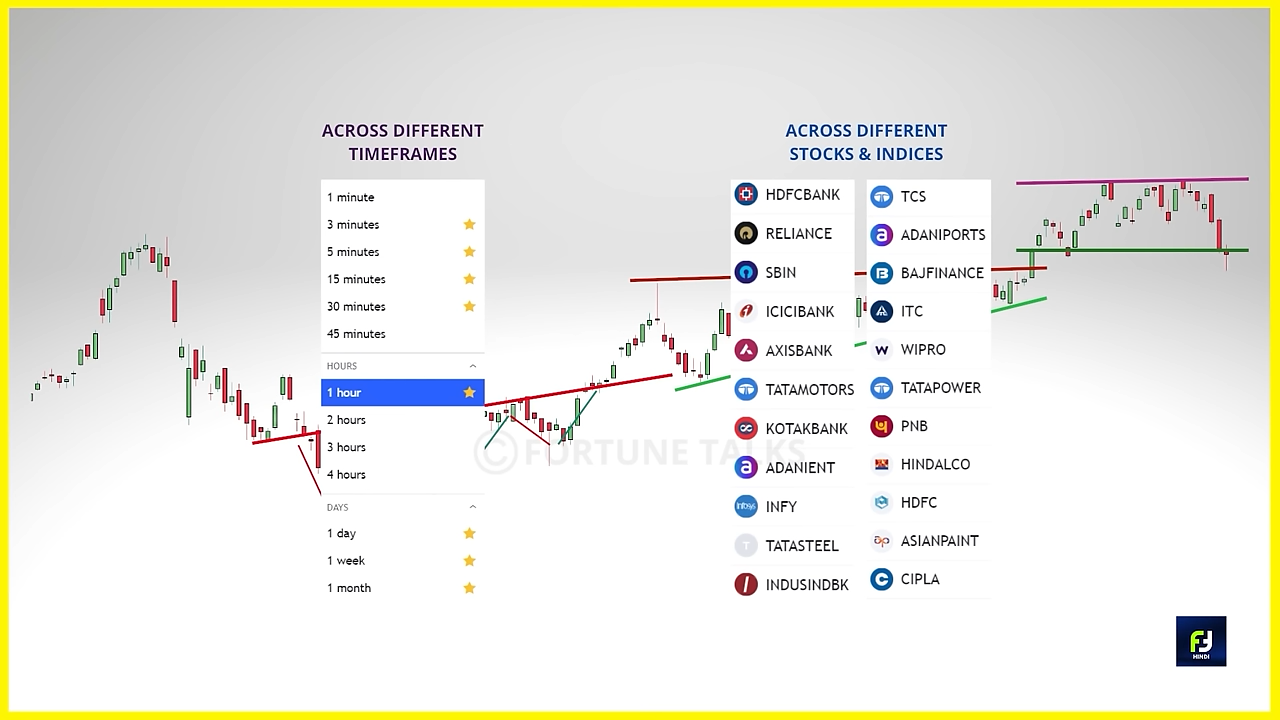 ACROSS DIFFERENT
TIMEFRAMES
1 minute
3 minutes
5 minutes
15 minutes
30 minutes
45 minutes
HOURS
1 hour
2 hours
3 hours
4 hours
DAYS
1 day
1 week
1 month
ACROSS DIFFERENT
STOCKS & INDICES
HDFCBANK
RELIANCE
SBIN
ICICIBANK
AXISBANK
TATAMOTORS
KOTAKBANK
ADANIENT
INFY
TATASTEEL
INDUSINDBK
TCS
ADANIPORTS
BAJFINANCE
ITC
WIPRO
TATAPOWER
PNB
HINDALCO
HDFC
ASIANPAINT
CIPLA
© FORTUNE TALKS
HINDI